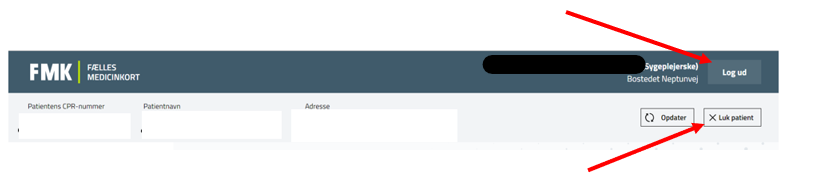 FMK FÆLLES
MEDICINKORT
Sygeplejerske)
Bostedet Neptunvej
Log ud
Patientens CPR-nummer
Patientnavn
Adresse
Opdater
Luk patient